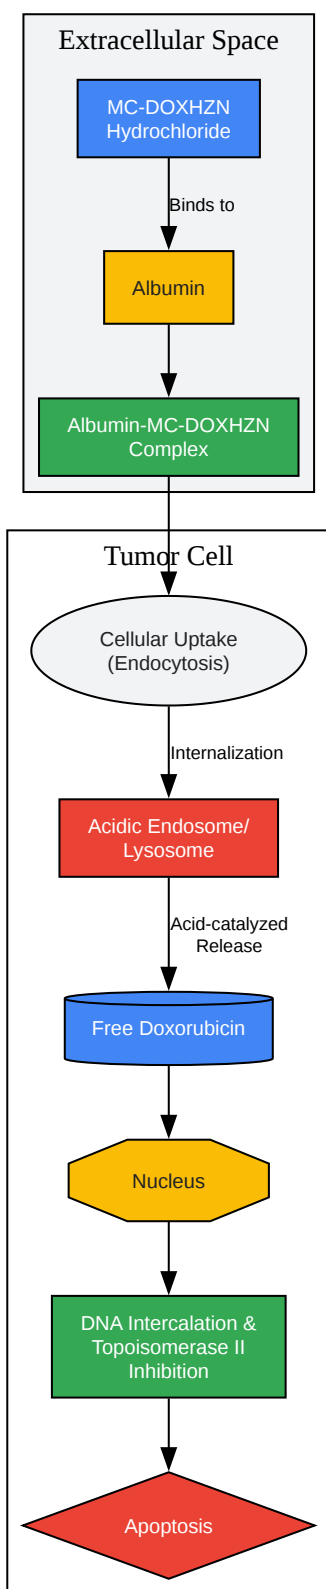 Extracellular Space
MC-DOXHZN
Hydrochloride
Binds to
Albumin
Albumin-MC-DOXHZN
Complex
Tumor Cell
Cellular Uptake
(Endocytosis)
Internalization
Acidic Endosome/
Lysosome
Acid-catalyzed
Release
Free Doxorubicin
Nucleus
DNA Intercalation &
Topoisomerase II
Inhibition
Apoptosis